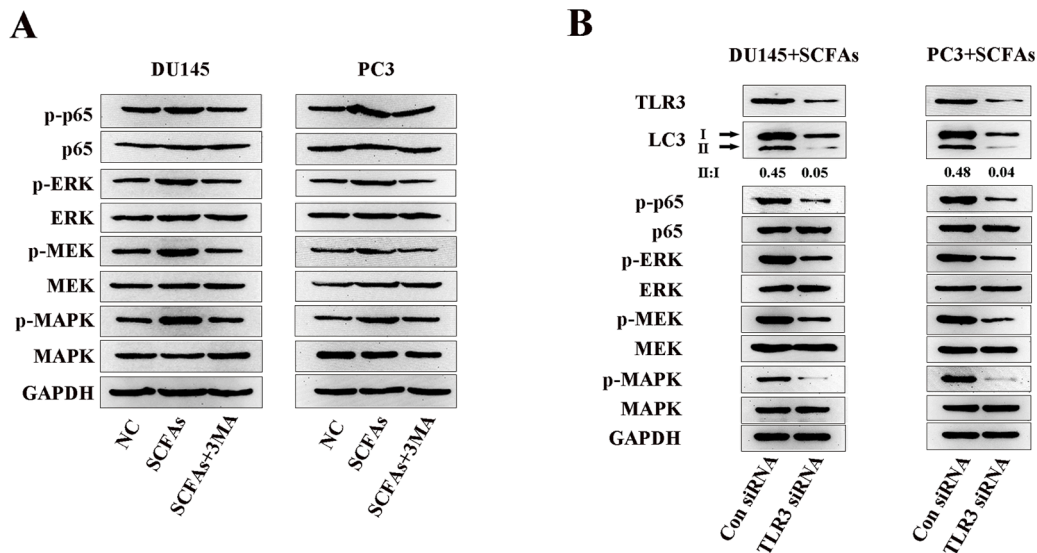 A
DU145 PC3
p-p65
p65
p-ERK
ERK
p-MEK
MEK
p-MAPK
MAPK
GAPDH
NC SCFAs SCFAs+3MA NC SCFAs SCFAs+3MA
B
DU145+SCFAs PC3+SCFAs
TLR3
LC3 I
II
II:I 0.45 0.05 0.48 0.04
p-p65
p65
p-ERK
ERK
p-MEK
MEK
p-MAPK
MAPK
GAPDH
Con siRNA TLR3 siRNA Con siRNA TLR3 siRNA